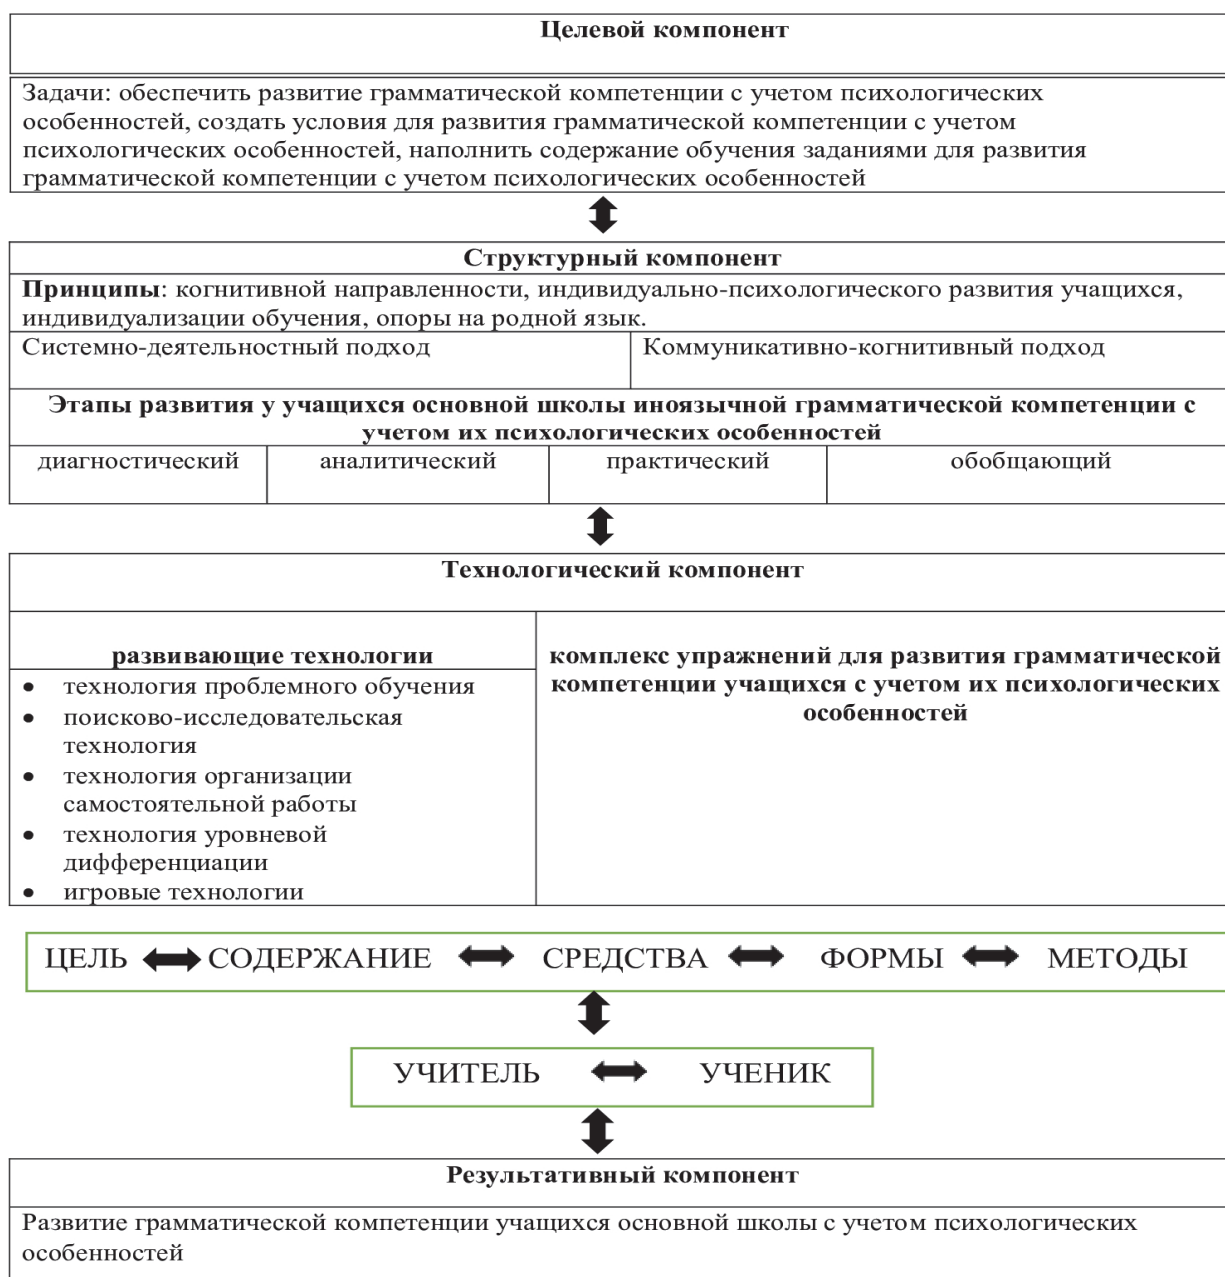 Целевой компонент
Задачи: обеспечить развитие грамматической компетенции с учетом психологических
особенностей, создать условия для развития грамматической компетенции с учетом
психологических особенностей, наполнить содержание обучения заданиями для развития
грамматической компетенции с учетом психологических особенностей
Структурный компонент
Принципы: когнитивной направленности, индивидуально-психологического развития учащихся,
индивидуализации обучения, опоры на родной язык.
Системно-деятельностный подход
Коммуникативно-когнитивный подход
Этапы развития у учащихся основной школы иноязычной грамматической компетенции с
учетом их психологических особенностей
диагностический
аналитический
практический
обобщающий
Технологический компонент
развивающие технологии
• технология проблемного обучения
• поисково-исследовательская
технология
• технология организации
самостоятельной работы
• технология уровневой
дифференциации
• игровые технологии
комплекс упражнений для развития грамматической
компетенции учащихся с учетом их психологических
особенностей
ЦЕЛЬ СОДЕРЖАНИЕ СРЕДСТВА ФОРМЫ МЕТОДЫ
УЧИТЕЛЬ УЧЕНИК
Результативный компонент
Развитие грамматической компетенции учащихся основной школы с учетом психологических
особенностей